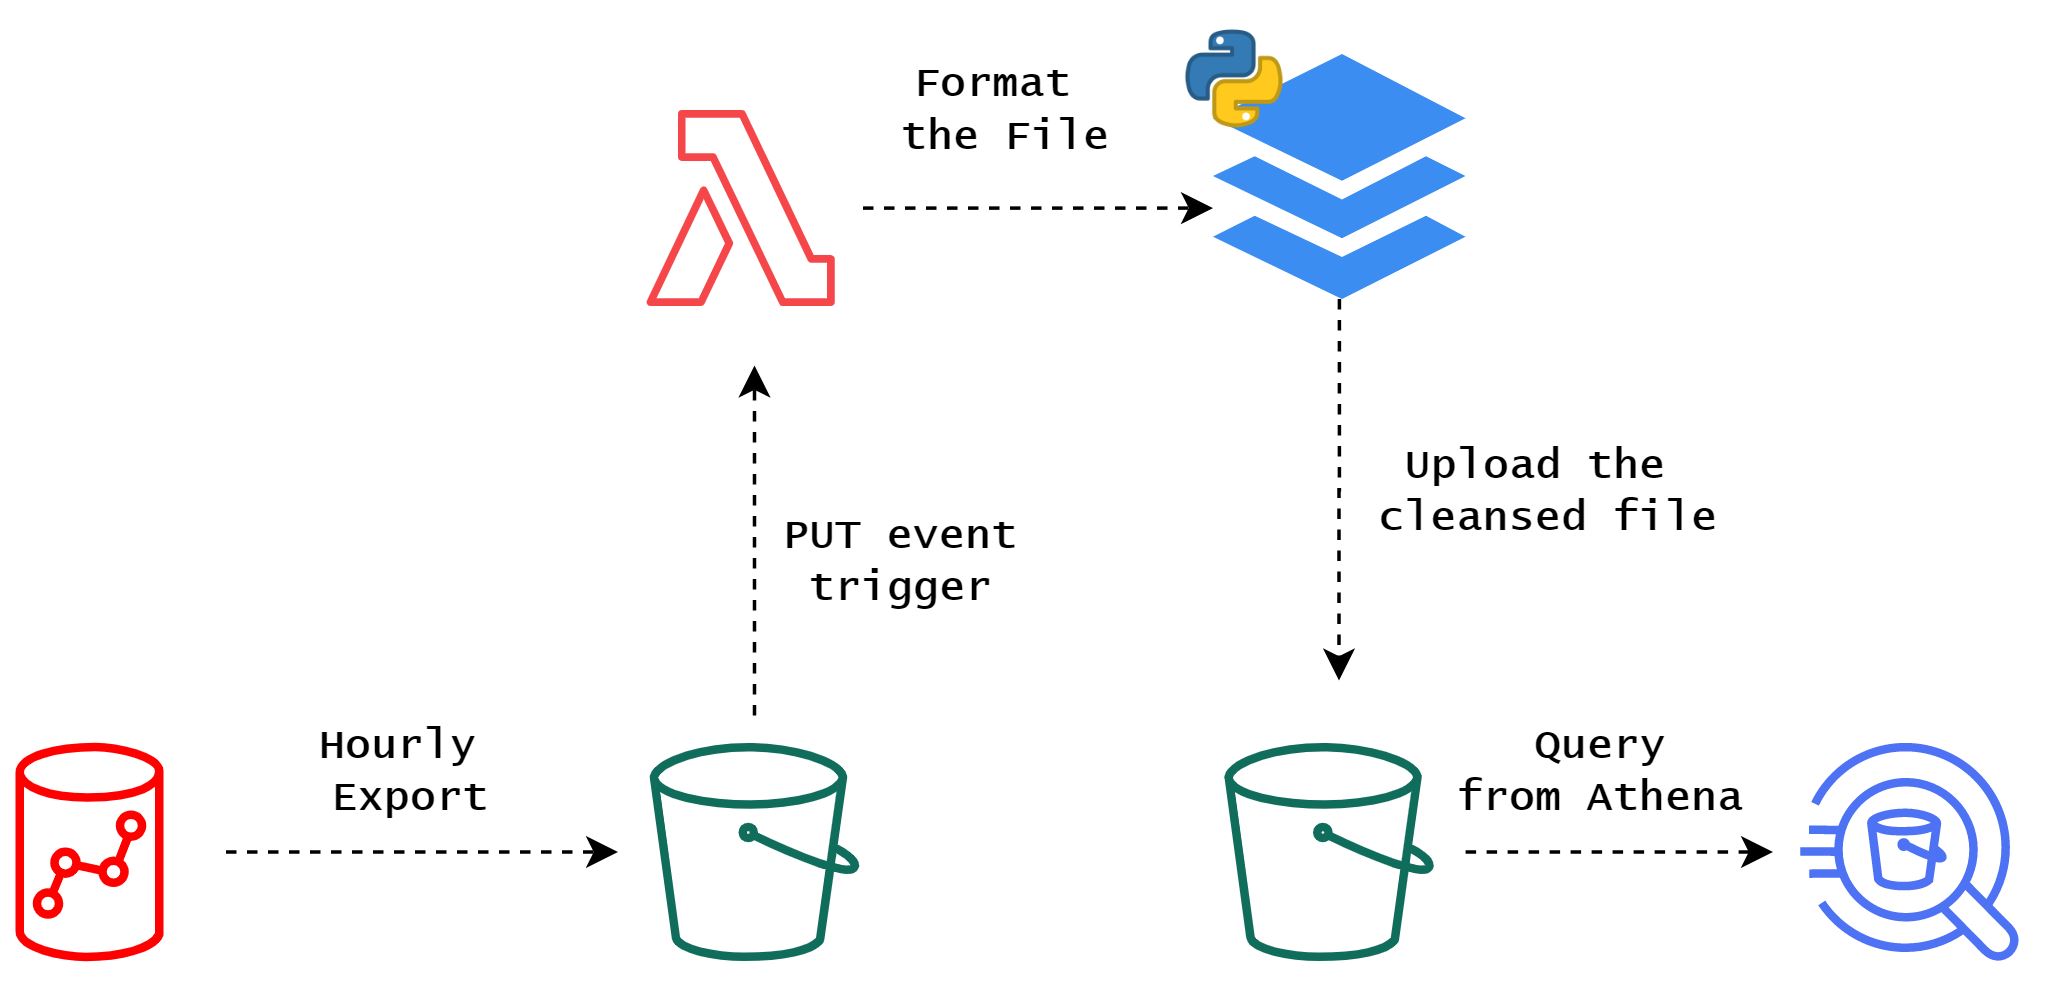 Format
the File
PUT event
trigger
Upload the
cleansed file
Hourly
Export
Query
from Athena